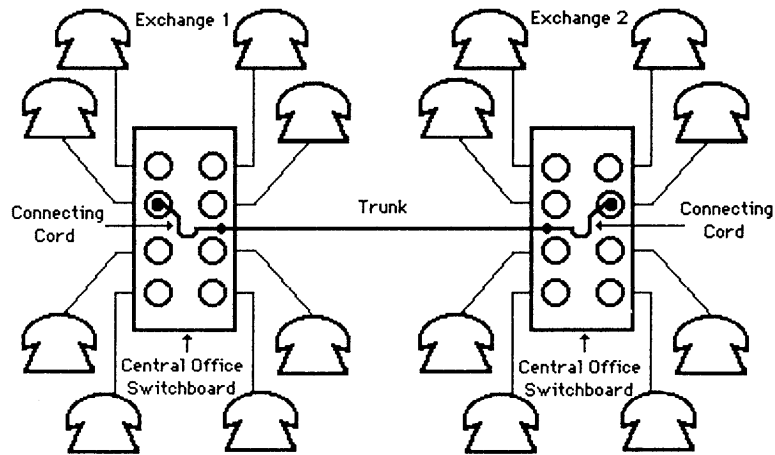 Exchange 1
Exchange 2
Connecting
Cord
Trunk
Connecting
Cord
Central Office
Switchboard
Central Office
Switchboard